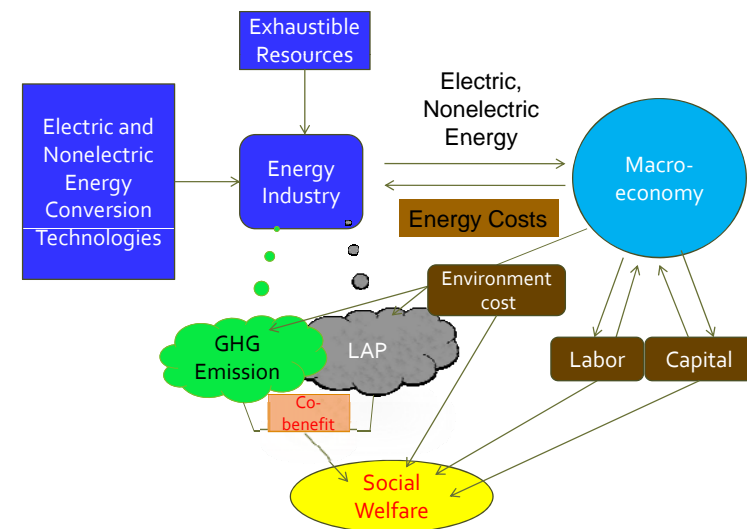 Exhaustible
Resources
Electric and
Nonelectric
Energy
Conversion
Technologies
Energy
Industry
Electric,
Nonelectric
Energy
Macro-
economy
Energy Costs
Environment
cost
GHG
Emission
LAP
Labor
Capital
Co-
benefit
Social
Welfare